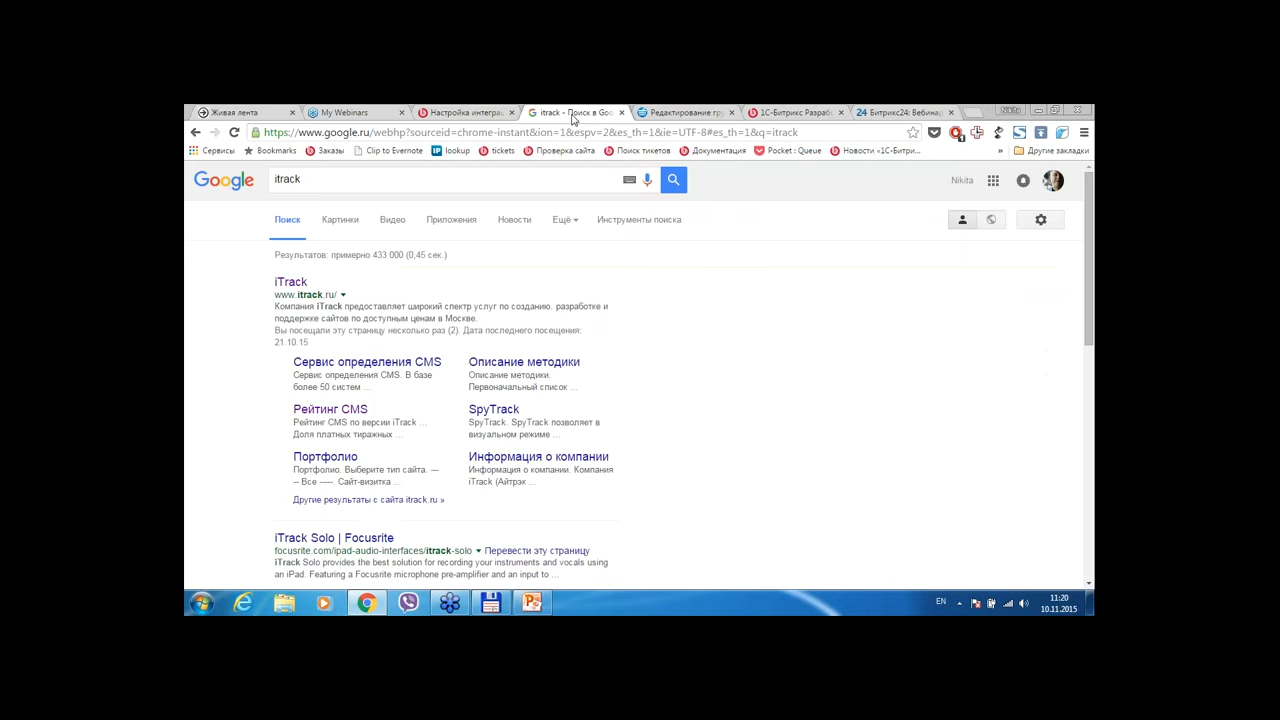 Живая лента
My Webinars
Настройка интеграц
itrack - Поиск в Goo
Редактирование гру
1С-Битрикс Разрабо
Битрикс24: Вебинар
Nikita
https://www.google.ru/webhp?sourceid=chrome-instant&ion=1&espv=2&es_th=1&ie=UTF-8#es_th=1&q=itrack
Сервисы
Bookmarks
Заказы
Clip to Evernote
lookup
tickets
Проверка сайта
Поиск тикетов
Документация
Pocket : Queue
Новости «1С-Битри...
»
Другие закладки
Google
itrack
Nikita
Поиск
Картинки
Видео
Приложения
Новости
Ещё
Инструменты поиска
Результатов: примерно 433 000 (0,45 сек.)
iTrack
www.itrack.ru/
Компания iTrack предоставляет широкий спектр услуг по созданию. разработке и
поддержке сайтов по доступным ценам в Москве.
Вы посещали эту страницу несколько раз (2). Дата последнего посещения:
21.10.15
Сервис определения CMS
Сервис определения CMS. В базе
более 50 систем ...
Описание методики
Описание методики.
Первоначальный список ...
Рейтинг CMS
Рейтинг CMS по версии iTrack ...
Доля платных тиражных ...
SpyTrack
SpyTrack. SpyTrack позволяет в
визуальном режиме ...
Портфолио
Портфолио. Выберите тип сайта. —
-- Все —–. Сайт-визитка ...
Информация о компании
Информация о компании. Компания
iTrack (Айтрэк ...
Другие результаты с сайта itrack.ru »
iTrack Solo | Focusrite
focusrite.com/ipad-audio-interfaces/itrack-solo Перевести эту страницу
iTrack Solo provides the best solution for recording your instruments and vocals using
an iPad. Featuring a Focusrite microphone pre-amplifier and an input to ...
EN
11:20
10.11.2015